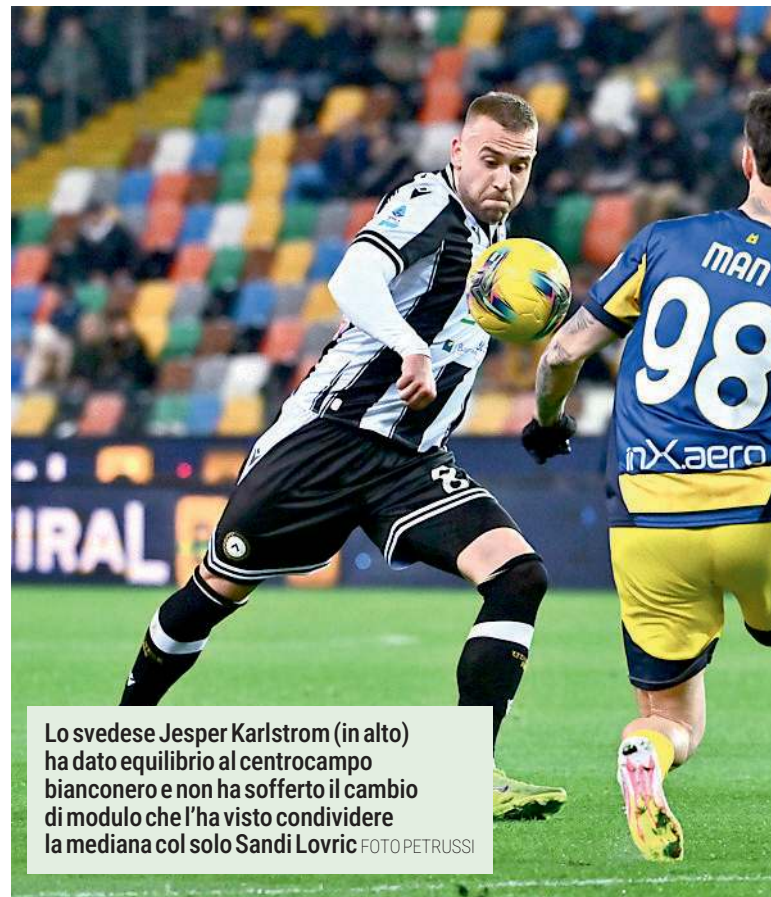 IRAL
MAN
98
inX.aero
8
Lo svedese Jesper Karlstrom (in alto)
ha dato equilibrio al centrocampo
bianconero e non ha sofferto il cambio
di modulo che l’ha visto condividere
la mediana col solo Sandi Lovric FOTO PETRUSSI